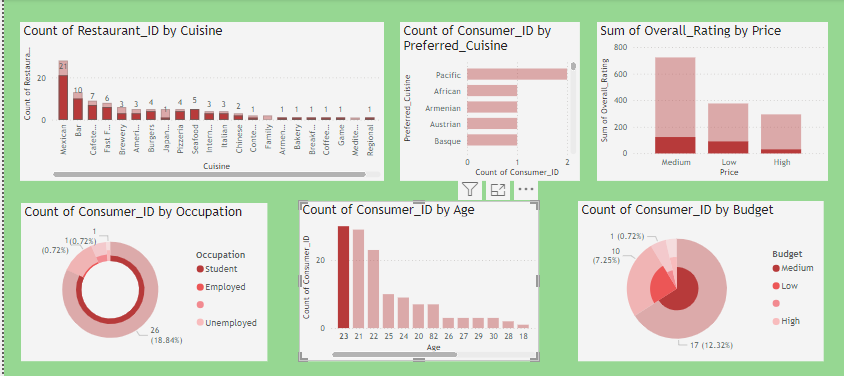 Count of Restaurant_ID by Cuisine
Count of Restaura...
20
0
21
10
7
6
3
3
4
1
4
5
3
3
2
1
1
1
1
1
1
1
Mexican
Bar
Cafete...
Fast F...
Brewery
Ameri...
Burgers
Japan...
Pizzeria
Seafood
Intern...
Italian
Chinese
Conte...
Family
Armen...
Bakery
Breakf...
Coffee...
Game
Medite...
Regional
Cuisine
Count of Consumer_ID by
Preferred_Cuisine
Preferred_Cuisine
Pacific
African
Armenian
Austrian
Basque
0
1
2
Count of Consumer_ID
Sum of Overall_Rating by Price
Sum of Overall_Rating
800
600
400
200
0
Medium
Low
High
Price
Count of Consumer_ID by Occupation
1
1(0.72%)
(0.72%)
26
(18.84%)
Occupation
Student
Employed
Unemployed
Count of Consumer_ID by Age
Count of Consumer_ID
20
0
23
21
22
25
24
20
82
26
27
29
30
28
18
Age
Count of Consumer_ID by Budget
1 (0.72%)
10
(7.25%)
17 (12.32%)
Budget
Medium
Low
High